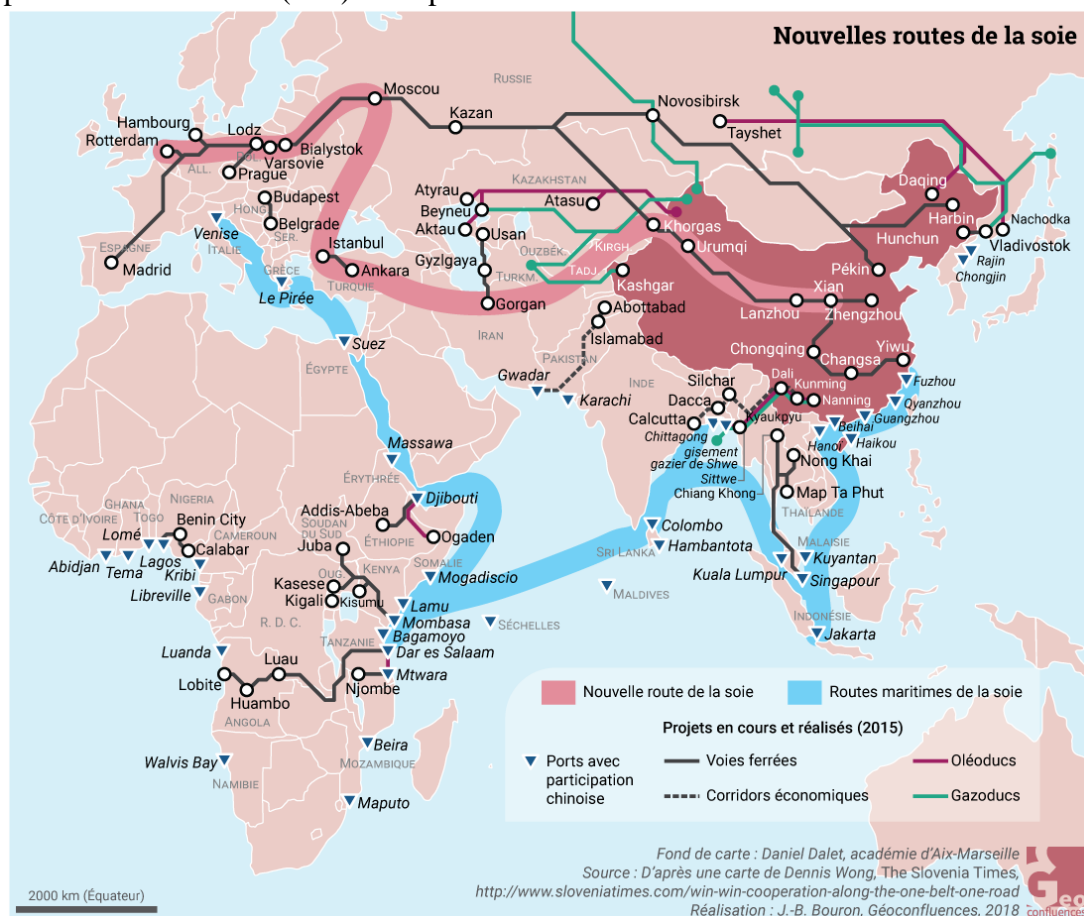 Nouvelles routes de la soie
RUSSIE
Moscou
Kazan
Novosibirsk
Tayshet
Hambourg
Rotterdam
Lodz
Bialystok
Varsovie
POL.
ALL.
Prague
Budapest
HONG.
Belgrade
SER.
Venise
ITALIE
ESPAGNE
Madrid
GRÈCE
Le Pirée
Istanbul
Ankara
TURQUIE
Atyrau
KAZAKHSTAN
Beyneu
Atasu
Aktau
Usan
OUZBÉK.
KIRGH.
Khorgas
Urumqi
Gyzlgaya
TURKM.
TADJ.
Kashgar
Gorgan
IRAN
Abottabad
Islamabad
PAKISTAN
Gwadar
Karachi
Daqing
Harbin
Nachodka
Hunchun
Vladivostok
Rajin
Chongjin
Pékin
Xian
Lanzhou
Zhengzhou
Chongqing
Changsa
Yiwu
Fuzhou
Qyanzhou
Guangzhou
Dali
Kunming
Nanning
Beihai
Haikou
Hanoï
INDE
Silchar
Dacca
Calcutta
Chittagong
Kyaukpyu
gisement
gazier de Shwe
Sittwe
Chiang Khong
Nong Khai
Map Ta Phut
THAÏLANDE
Suez
ÉGYPTE
Massawa
ÉRYTHRÉE
Djibouti
Addis-Abeba
SOUDAN
DU SUD
ÉTHIOPIE
Ogaden
Juba
SOMALIE
OUG.
KENYA
Mogadiscio
Kasese
Kigali
Kisumu
Lamu
Mombasa
Bagamoyo
TANZANIE
Dar es Salaam
Mtwara
Njombe
R. D. C.
CÔTE D'IVOIRE
GHANA
TOGO
NIGERIA
Benin City
CAMEROUN
Lomé
Calabar
Abidjan
Tema
Lagos
Kribi
Libreville
GABON
Luanda
Luau
Lobite
Huambo
ANGOLA
Walvis Bay
NAMIBIE
Beira
MOZAMBIQUE
Maputo
Colombo
SRI LANKA
Hambantota
MALDIVES
SÉCHELLES
MALAISIE
Kuyantan
Kuala Lumpur
Singapour
INDONÉSIE
Jakarta
Nouvelle route de la soie
Routes maritimes de la soie
Projets en cours et réalisés (2015)
Ports avec
participation
chinoise
Voies ferrées
Corridors économiques
Oléoducs
Gazoducs
Fond de carte : Daniel Dalet, académie d'Aix-Marseille
Source : D'après une carte de Dennis Wong, The Slovenia Times,
http://www.sloveniatimes.com/win-win-cooperation-along-the-one-belt-one-road
Réalisation : J.-B. Bouron, Géoconfluences, 2018
Géo
confluences
2000 km (Équateur)